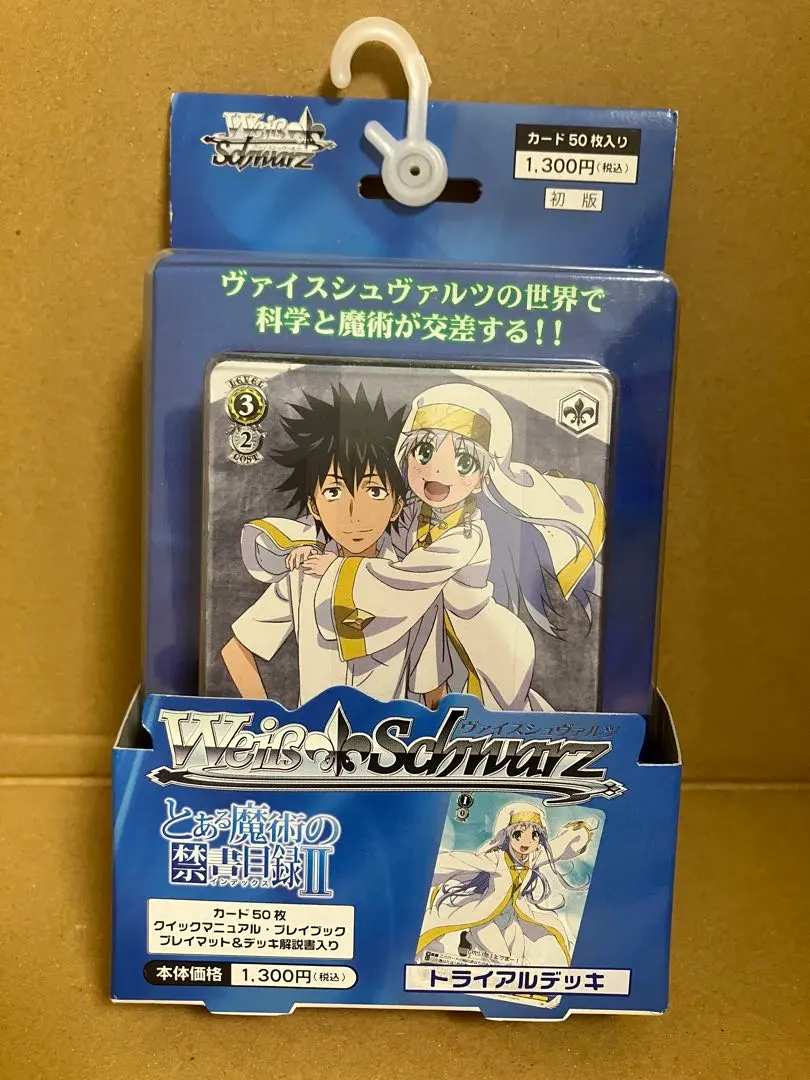 Weiß Schwarz
カード50枚入り
1,300円(税込)
初版
ヴァイスシュヴァルツの世界で
科学と魔術が交差する!!
LEVEL
3
2
COST
ヴァイスシュヴァルツ
Weiß Schwarz
とある魔術の
禁書目録II
インデックス
カード50枚
クイックマニュアル・プレイブック
プレイマット&デッキ解説書入り
本体価格 1,300円(税込)
1
0
トライアルデッキ